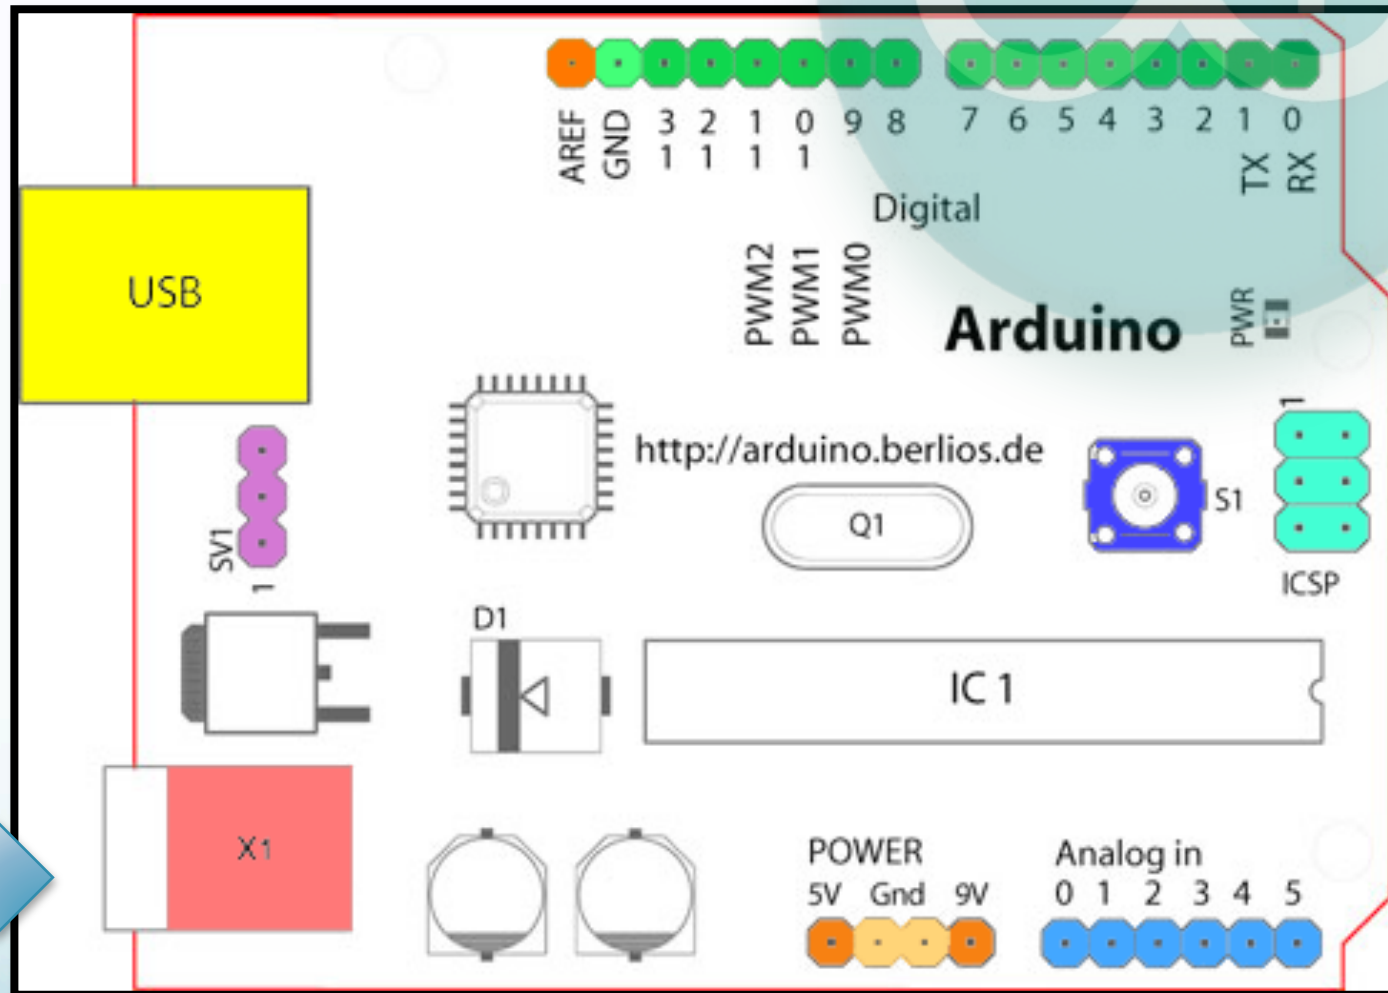 AREF GND 13 12 11 10 9 8 7 6 5 4 3 2 1 0
TX RX
Digital
PWM2 PWM1 PWM0
USB
Arduino
PWR
1
http://arduino.berlios.de
Q1
S1
SV1
1
ICSP
D1
IC 1
X1
POWER
5V Gnd 9V
Analog in
0 1 2 3 4 5